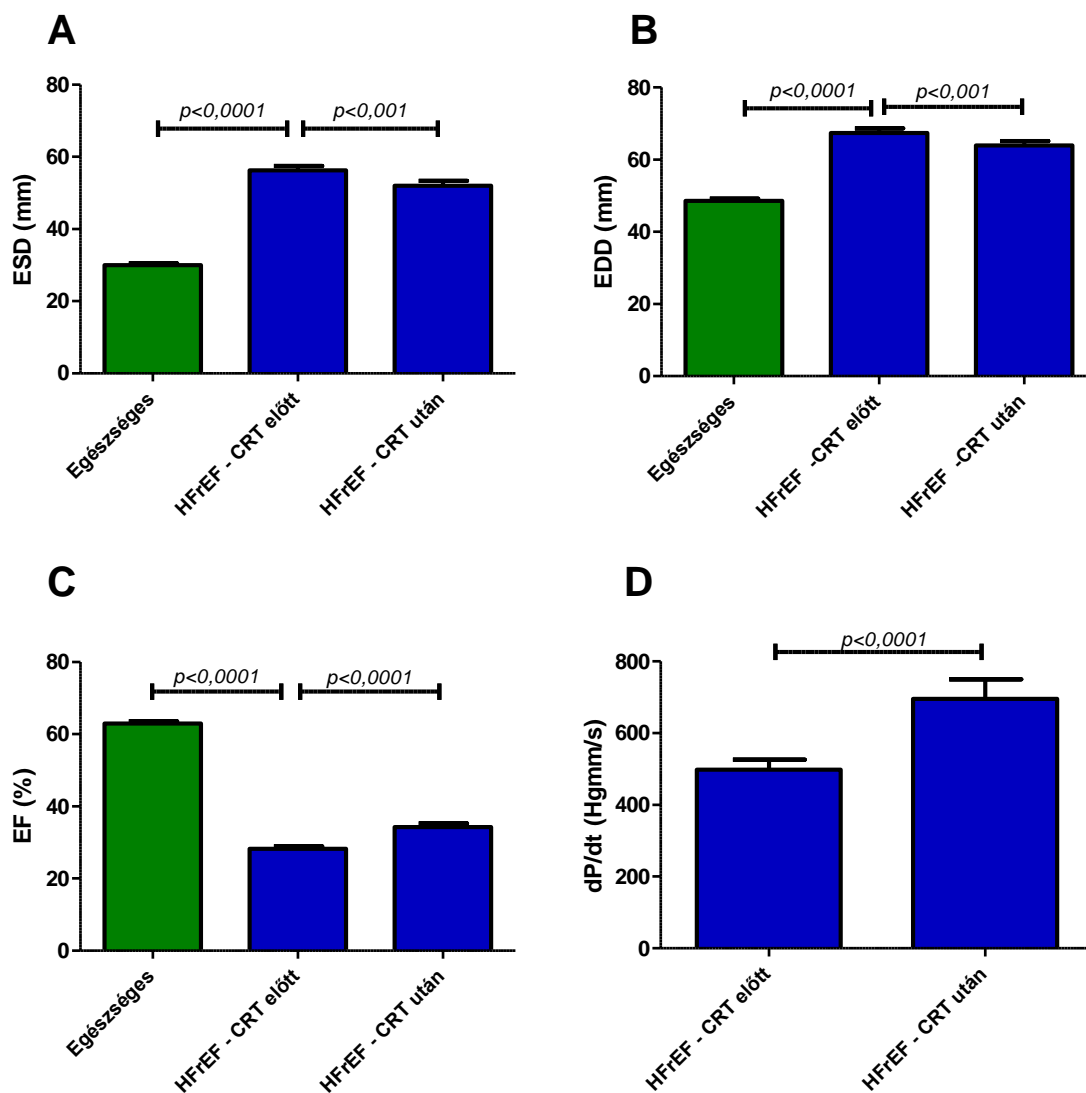 A
ESD (mm)
80
60
40
20
0
p<0,0001
p<0,001
Egészséges
HFrEF - CRT előtt
HFrEF - CRT után
B
EDD (mm)
80
60
40
20
0
p<0,0001
p<0,001
Egészséges
HFrEF -CRT előtt
HFrEF -CRT után
C
EF (%)
80
60
40
20
0
p<0,0001
p<0,0001
Egészséges
HFrEF - CRT előtt
HFrEF - CRT után
D
dP/dt (Hgmm/s)
800
600
400
200
0
p<0,0001
HFrEF - CRT előtt
HFrEF - CRT után